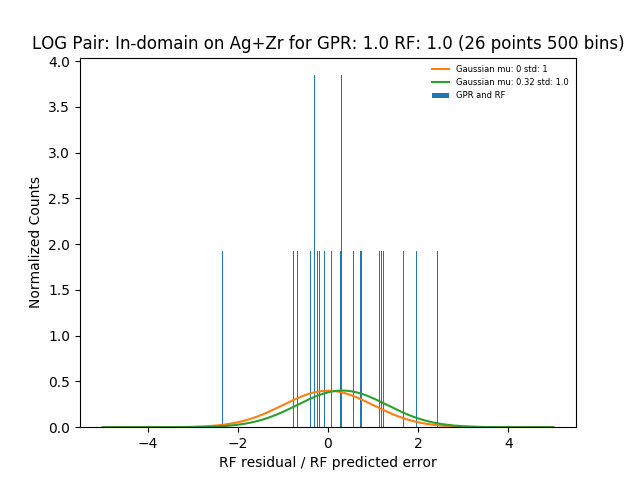 LOG Pair: In-domain on Ag+Zr for GPR: 1.0 RF: 1.0 (26 points 500 bins)
Gaussian mu: 0 std: 1
Gaussian mu: 0.32 std: 1.0
GPR and RF
Normalized Counts
4.0
3.5
3.0
2.5
2.0
1.5
1.0
0.5
0.0
−4
−2
0
2
4
RF residual / RF predicted error